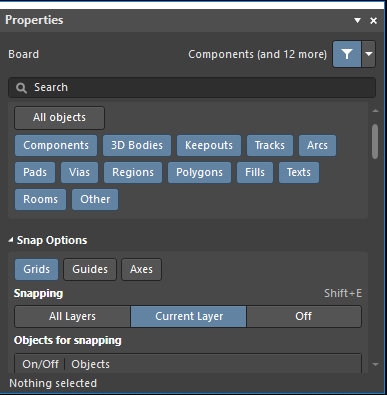 Properties
Board Components (and 12 more)
Search
All objects
Components 3D Bodies Keepouts Tracks Arcs
Pads Vias Regions Polygons Fills Texts
Rooms Other
Snap Options
Grids Guides Axes
Snapping Shift+E
All Layers Current Layer Off
Objects for snapping
On/Off Objects
Nothing selected